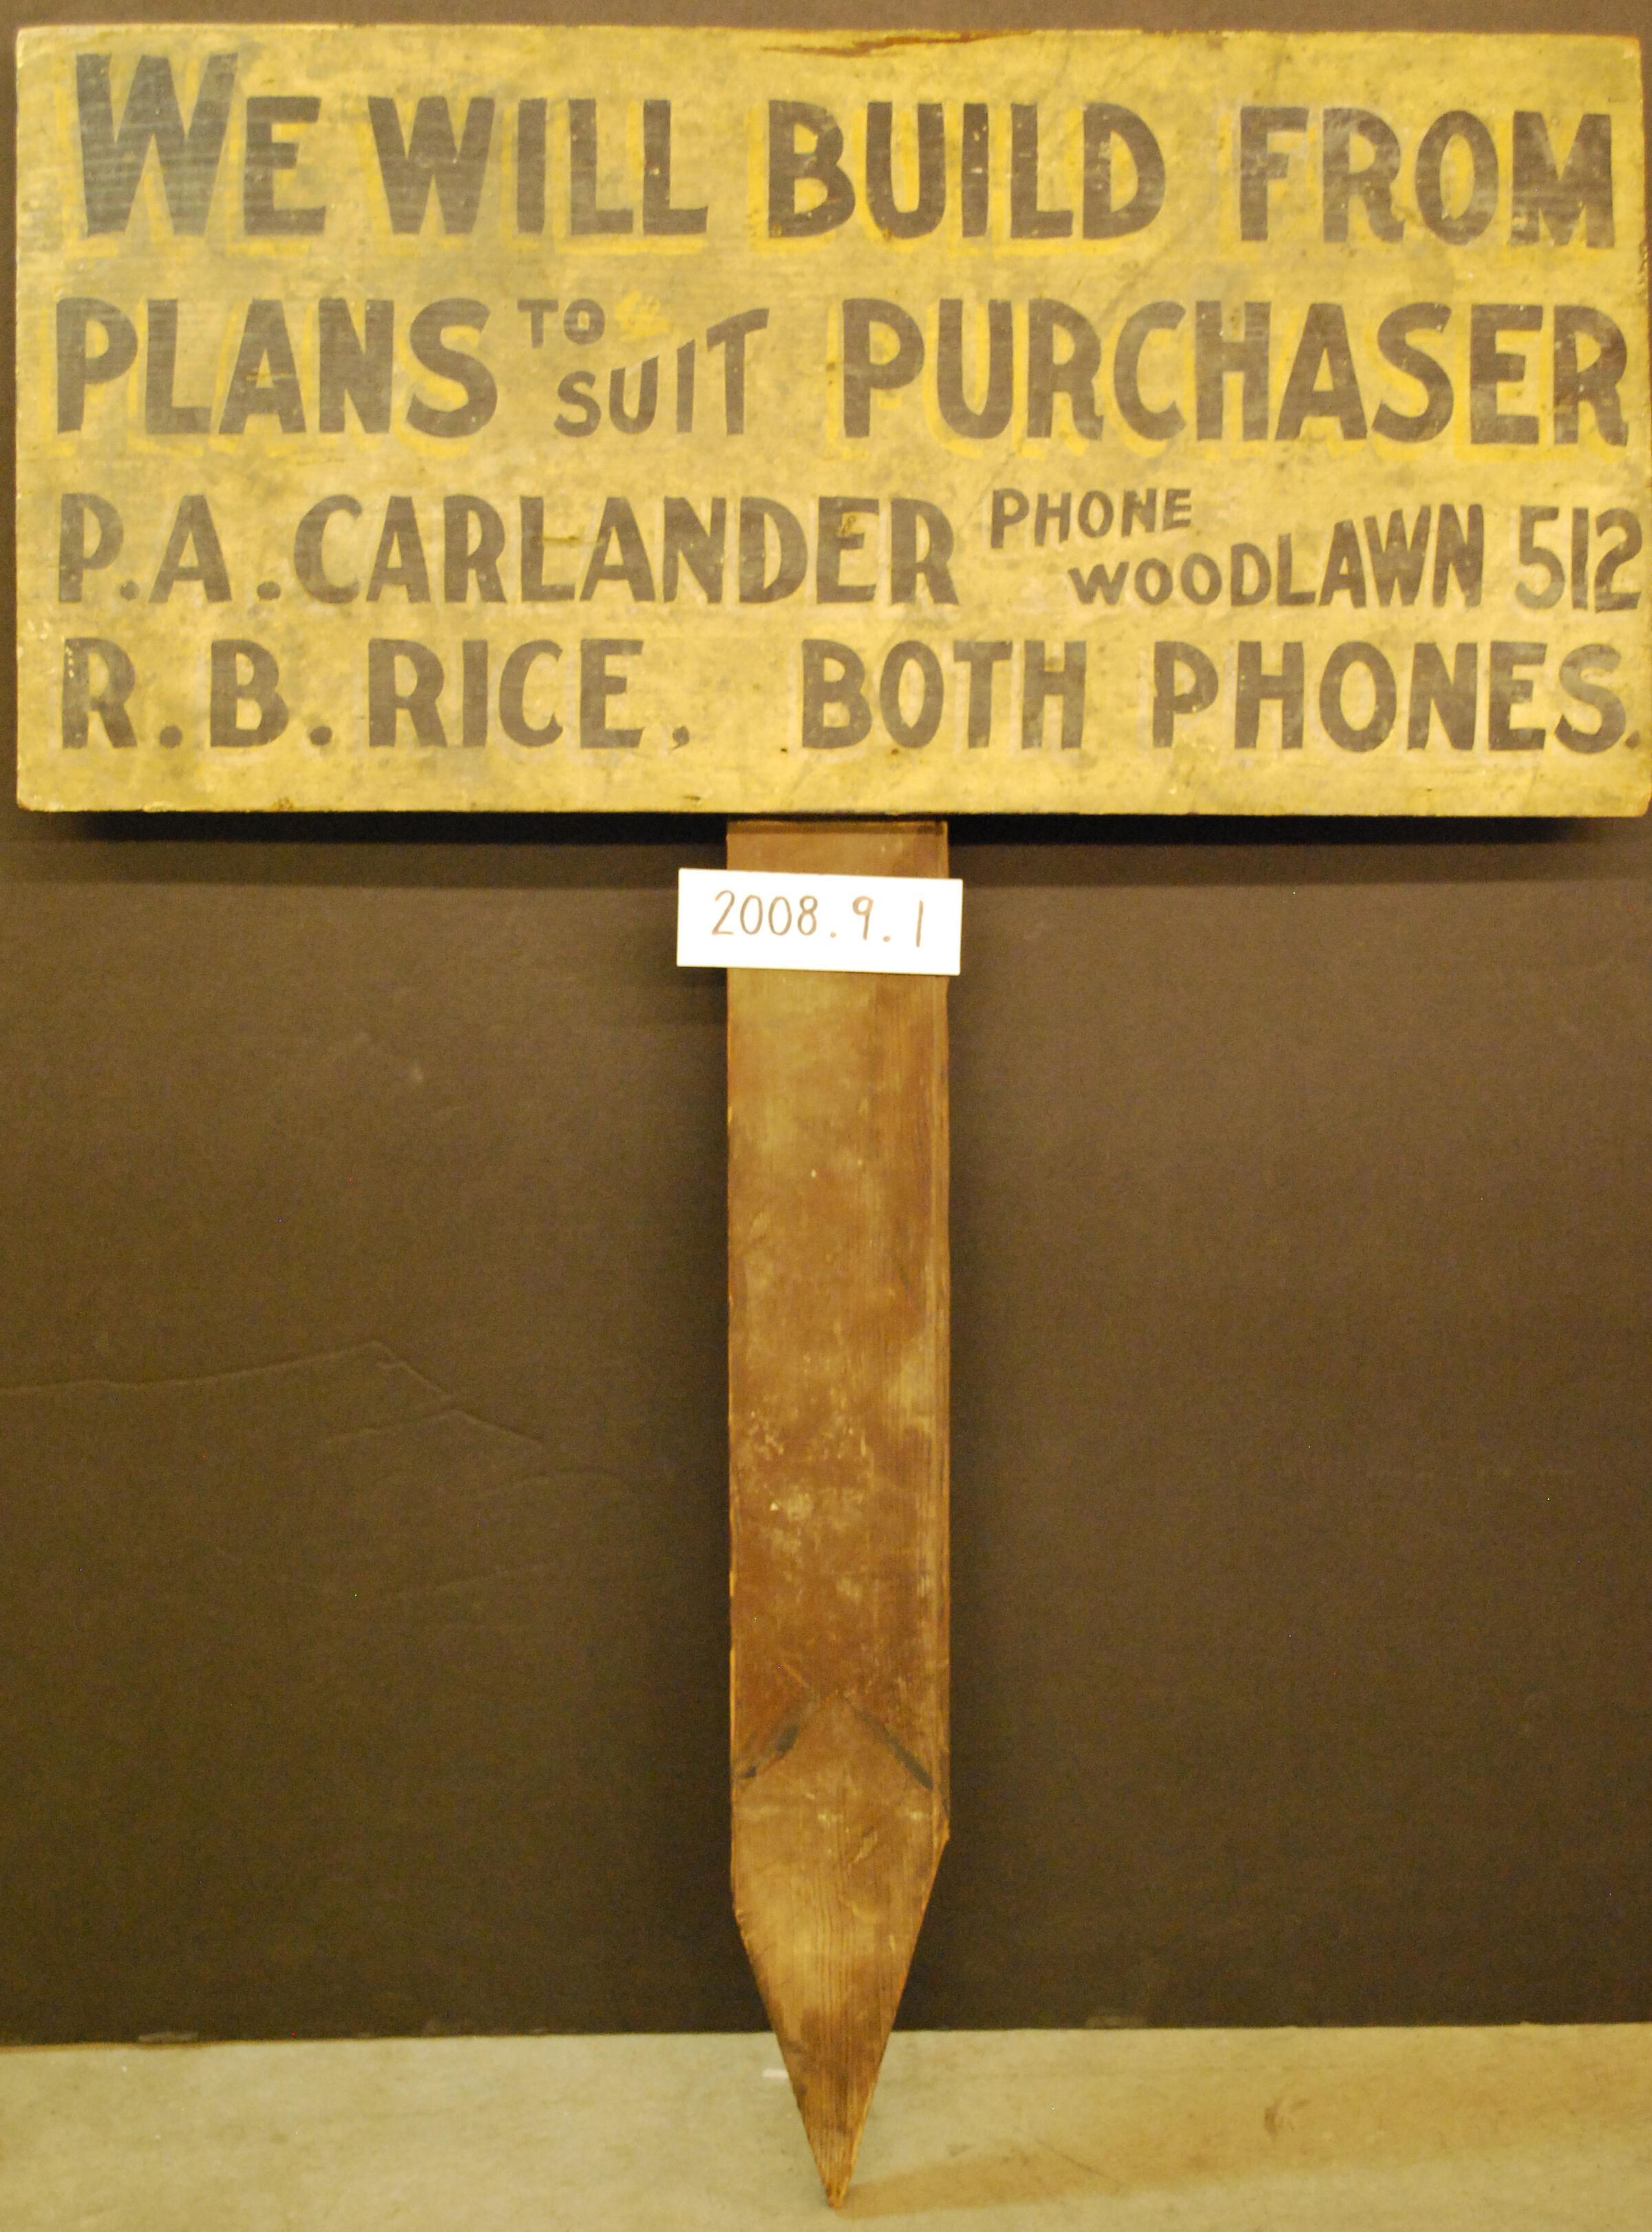 WE WILL BUILD FROM
PLANS TO SUIT PURCHASER
P.A. CARLANDER PHONE WOODLAWN 512
R.B. RICE, BOTH PHONES.
2008.9.1